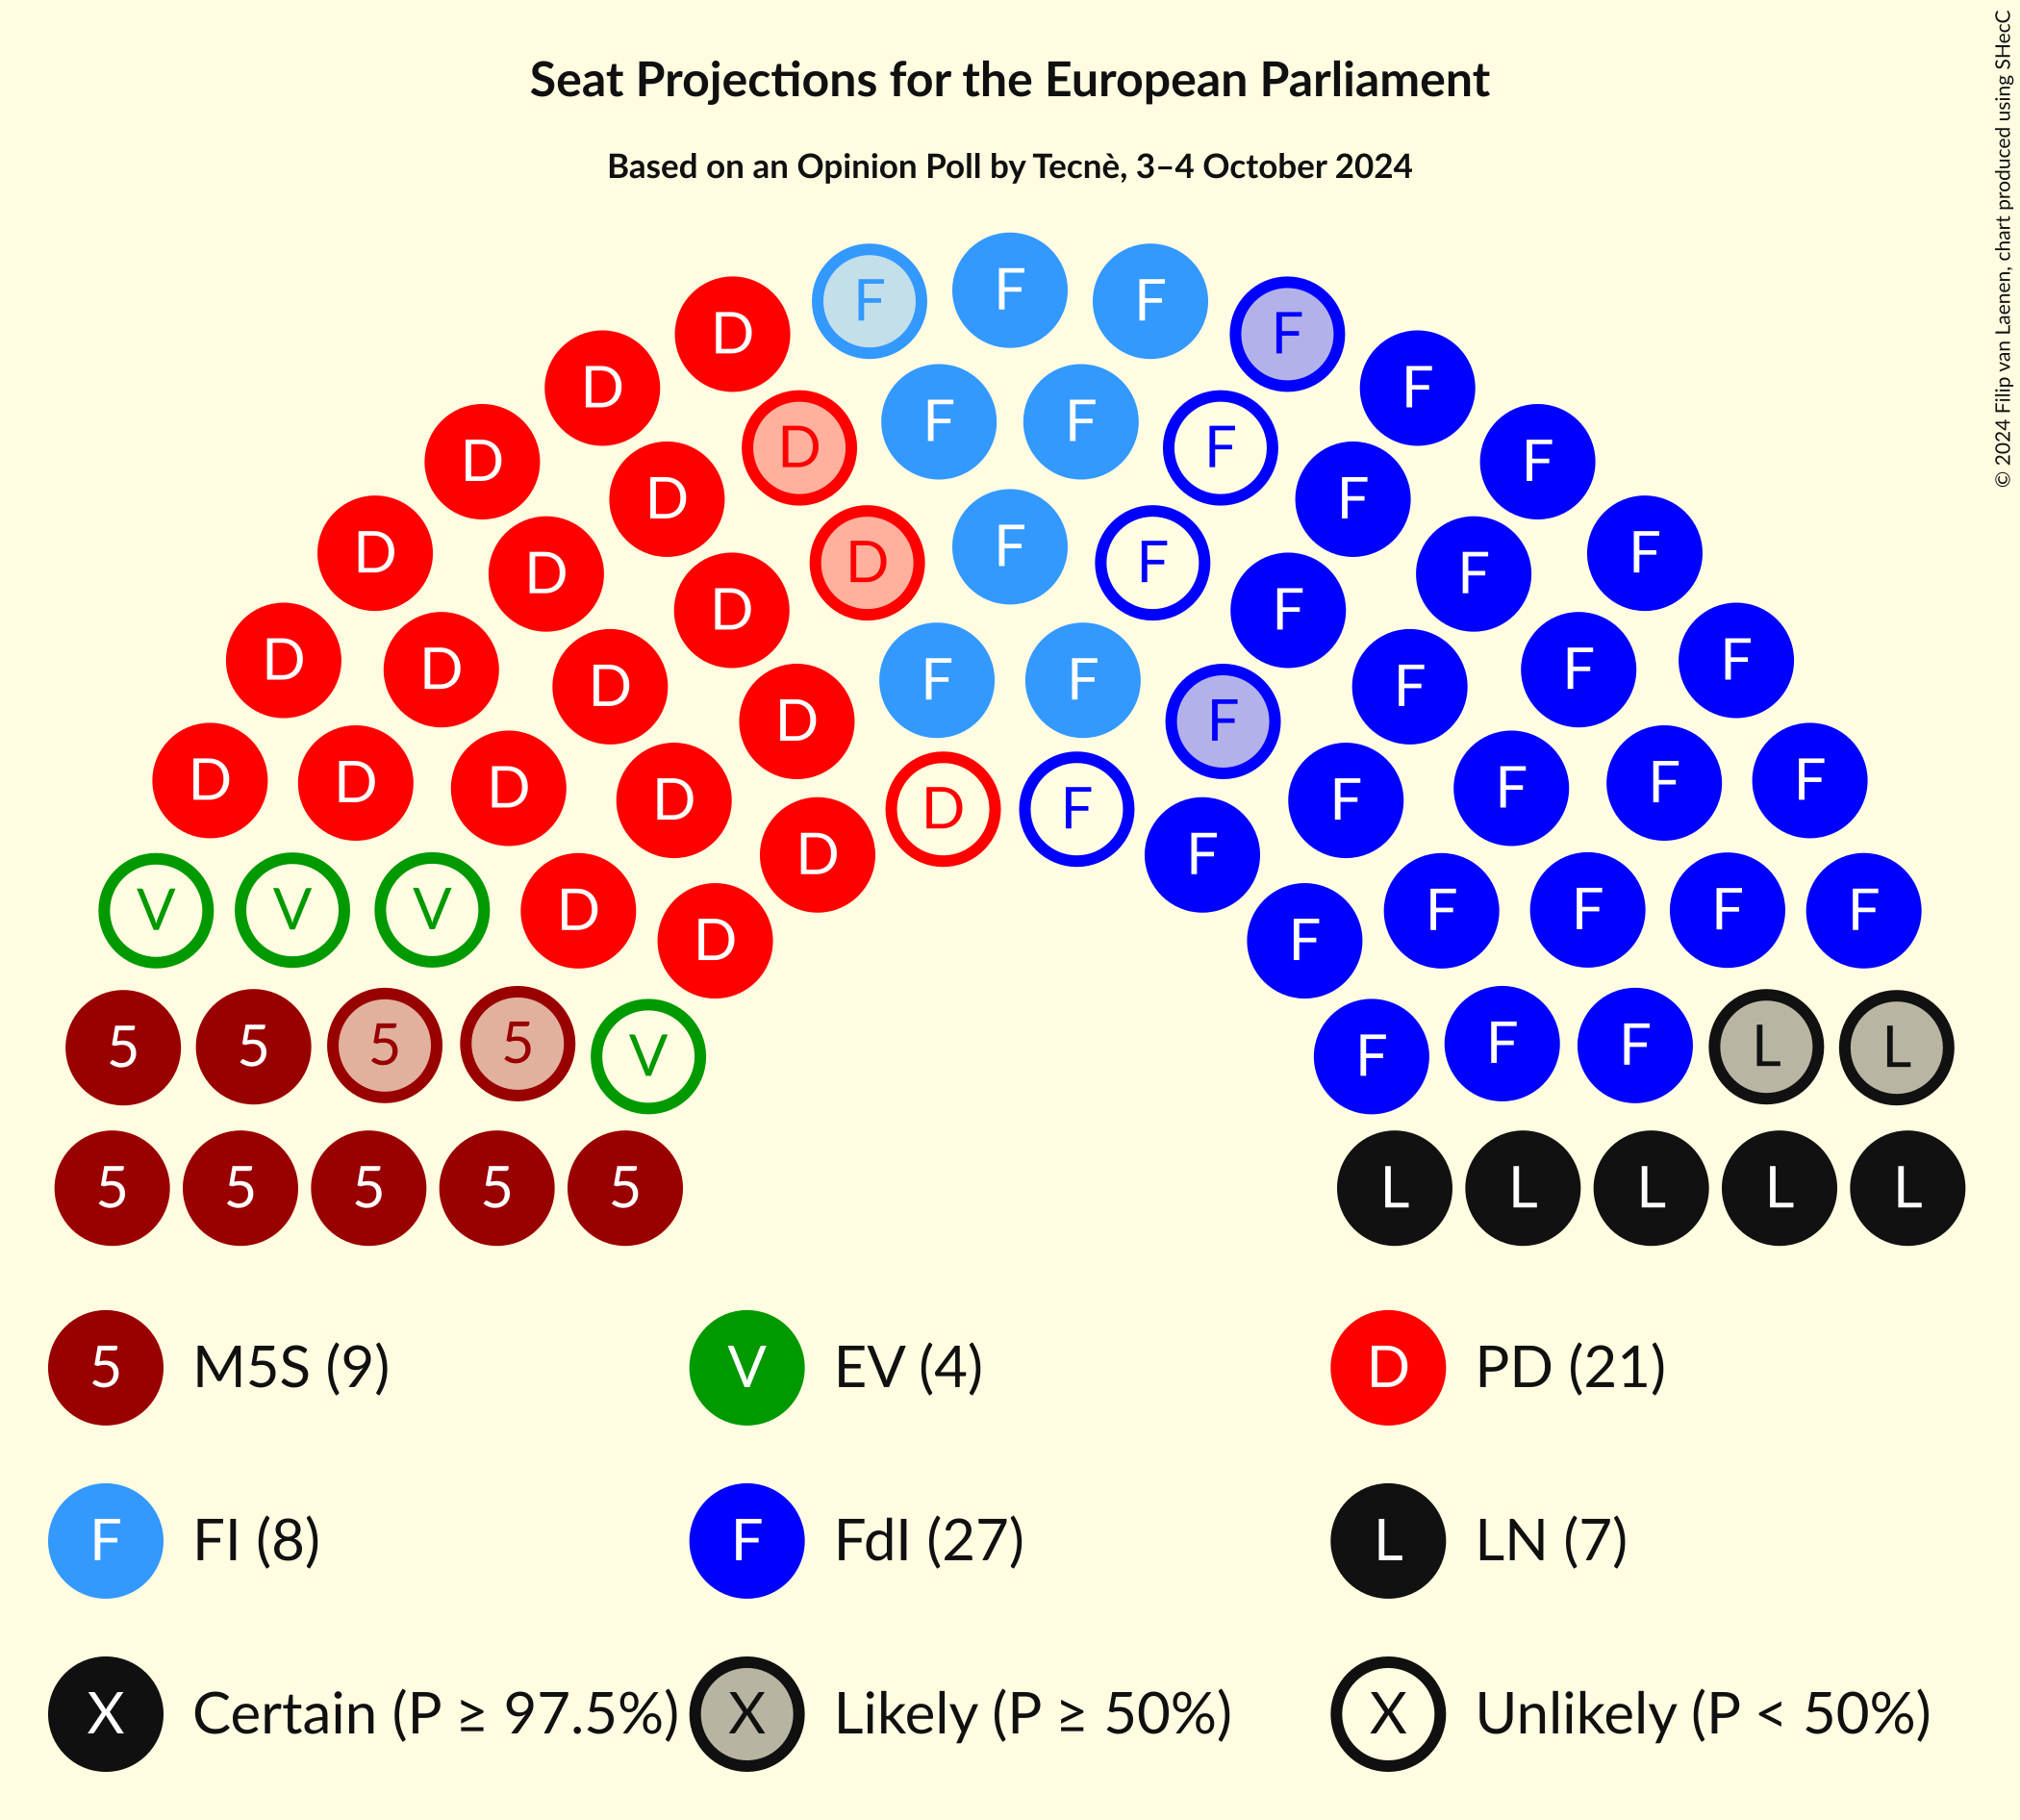 Seat Projections for the European Parliament
Based on an Opinion Poll by Tecnè, 3–4 October 2024
© 2024 Filip van Laenen, chart produced using SHecC
F F F
D F F
D F F D F F
D F F
D D F F
D D F F
D F F
D D D F F F
D F F
D D F F F F
D D D D F F F F
D F F F
V V V D F F F F
D F
5 5 5 5 V F F F L L
5 5 5 5 5 L L L L L
5 M5S (9) V EV (4) D PD (21)
F FI (8) F FdI (27) L LN (7)
X Certain (P ≥ 97.5%) X Likely (P ≥ 50%) X Unlikely (P < 50%)